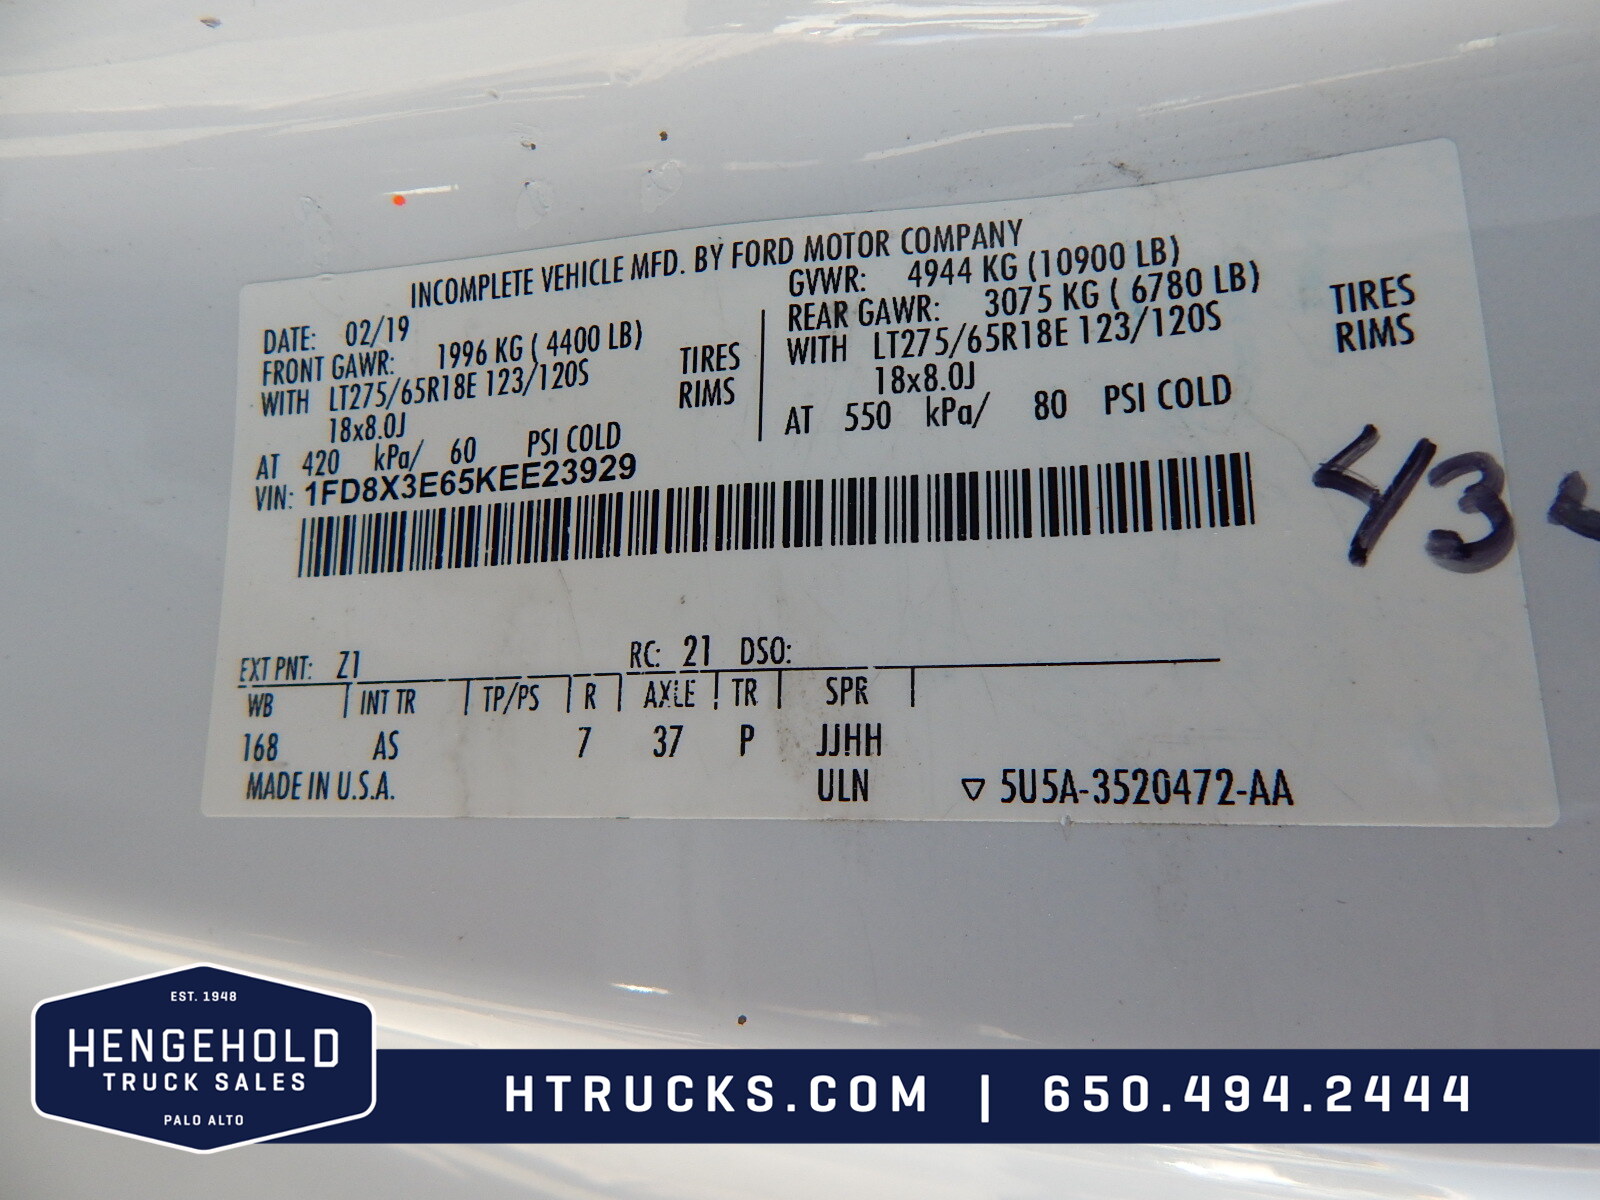 INCOMPLETE VEHICLE MFD. BY FORD MOTOR COMPANY
DATE: 02/19
FRONT GAWR: 1996 KG ( 4400 LB)
WITH LT275/65R18E 123/120S TIRES
18x8.0J RIMS
AT 420 kPa/ 60 PSI COLD
GVWR: 4944 KG (10900 LB)
REAR GAWR: 3075 KG ( 6780 LB)
WITH LT275/65R18E 123/120S TIRES
18x8.0J RIMS
AT 550 kPa/ 80 PSI COLD
VIN: 1FD8X3E65KEE23929
43
EXT PNT: Z1 RC: 21 DSO:
WB INT TR TP/PS R AXLE TR SPR
168 AS 7 37 P JJHH
MADE IN U.S.A. ULN ▽ 5U5A-3520472-AA
EST. 1948
HENGEHOLD
TRUCK SALES
PALO ALTO
HTRUCKS.COM | 650.494.2444